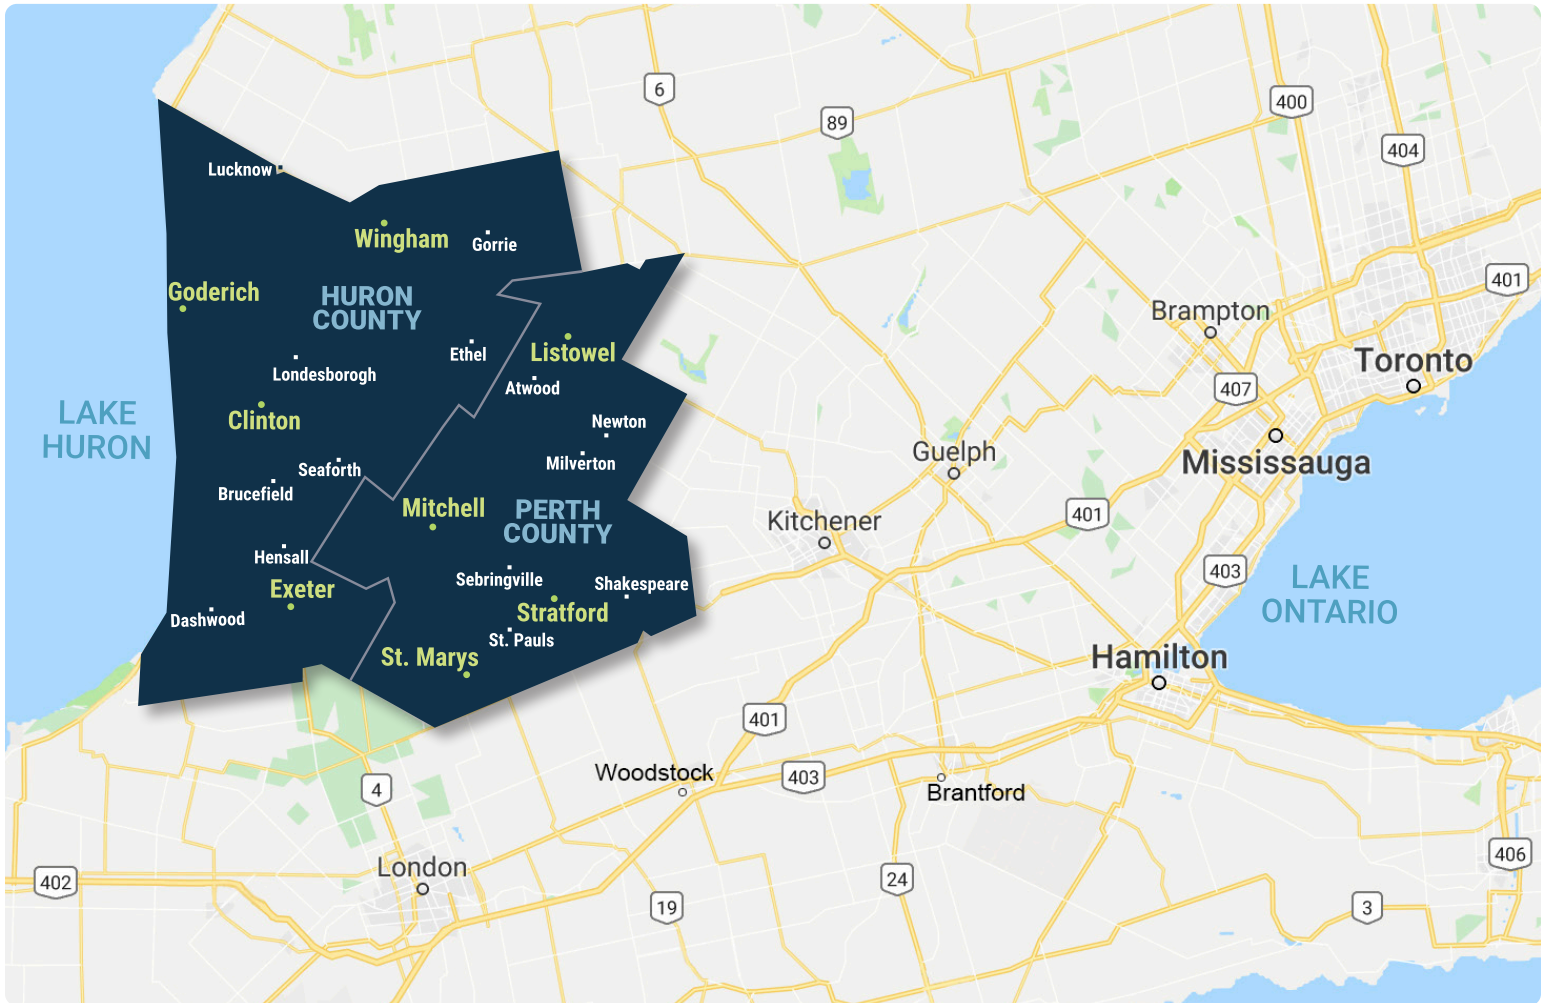 6
89
400
404
Lucknow
Wingham
Gorrie
401
Goderich
HURON
COUNTY
Brampton
Ethel
Listowel
Toronto
Londesborogh
Atwood
407
LAKE
HURON
Clinton
Newton
Guelph
Mississauga
Seaforth
Milverton
Brucefield
Mitchell
PERTH
COUNTY
Kitchener
401
Hensall
Sebringville
Shakespeare
403
LAKE
ONTARIO
Exeter
Stratford
Dashwood
St. Pauls
St. Marys
Hamilton
401
Woodstock
403
4
Brantford
London
402
19
24
3
406